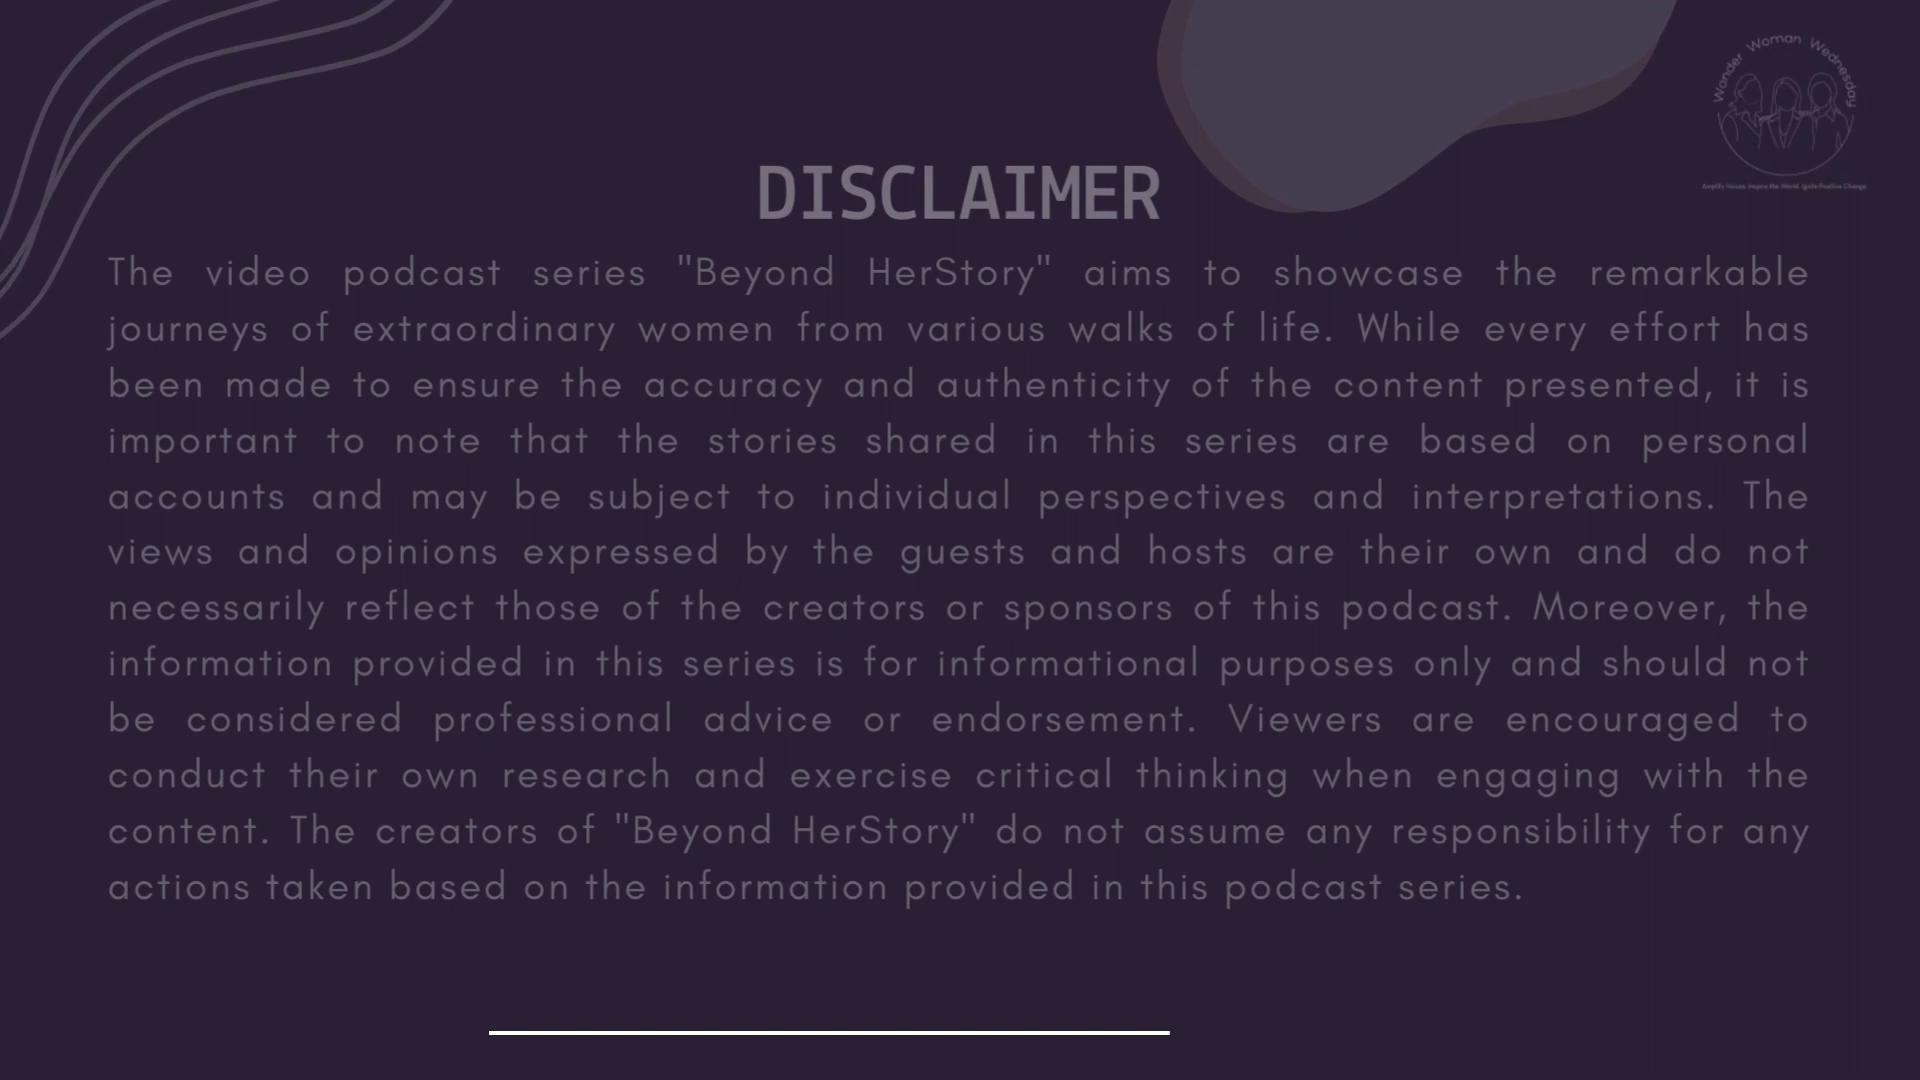 Wonder Woman Wednesday
Amplify Voices. Inspire the World. Ignite Positive Change.
DISCLAIMER
The video podcast series "Beyond HerStory" aims to showcase the remarkable
journeys of extraordinary women from various walks of life. While every effort has
been made to ensure the accuracy and authenticity of the content presented, it is
important to note that the stories shared in this series are based on personal
accounts and may be subject to individual perspectives and interpretations. The
views and opinions expressed by the guests and hosts are their own and do not
necessarily reflect those of the creators or sponsors of this podcast. Moreover, the
information provided in this series is for informational purposes only and should not
be considered professional advice or endorsement. Viewers are encouraged to
conduct their own research and exercise critical thinking when engaging with the
content. The creators of "Beyond HerStory" do not assume any responsibility for any
actions taken based on the information provided in this podcast series.